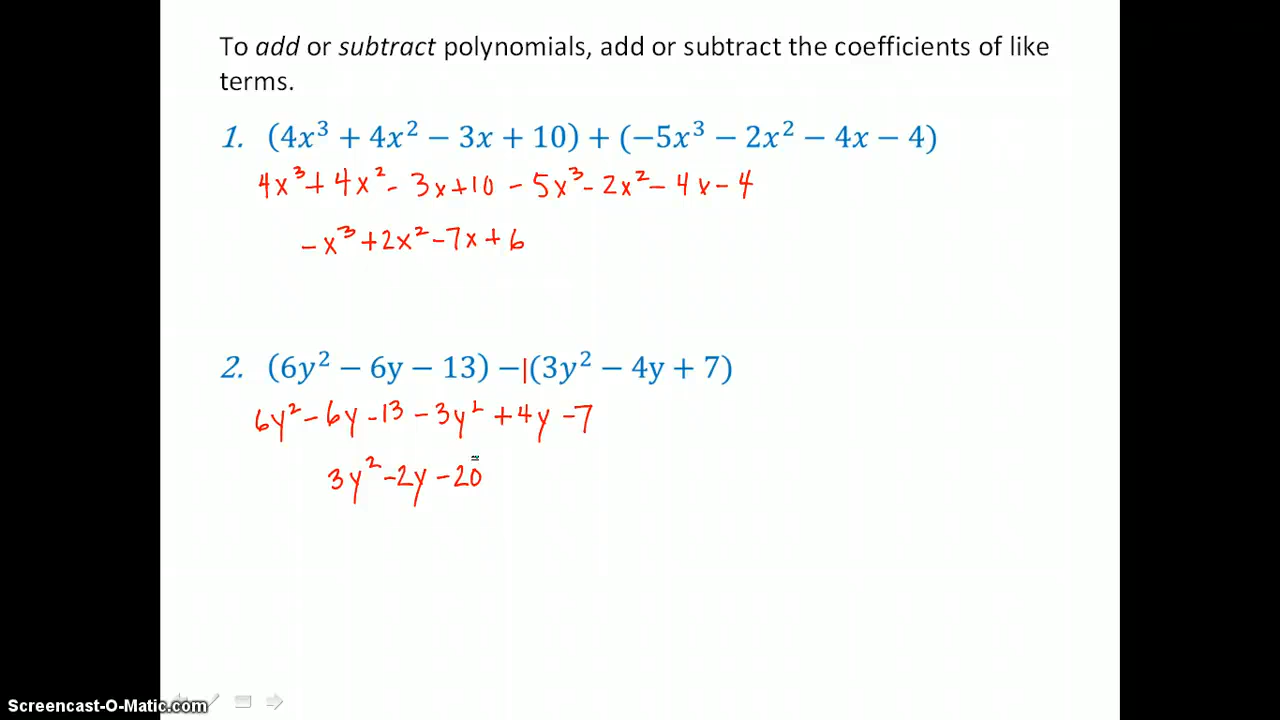 To add or subtract polynomials, add or subtract the coefficients of like
terms.
1. (4x³ + 4x² − 3x + 10) + (−5x³ − 2x² − 4x − 4)
4x³ + 4x² - 3x + 10 - 5x³ - 2x² - 4x - 4
-x³ + 2x² - 7x + 6
2. (6y² − 6y − 13) −1(3y² − 4y + 7)
6y² - 6y - 13 - 3y² + 4y - 7
3y² - 2y - 20
Screencast-O-Matic.com